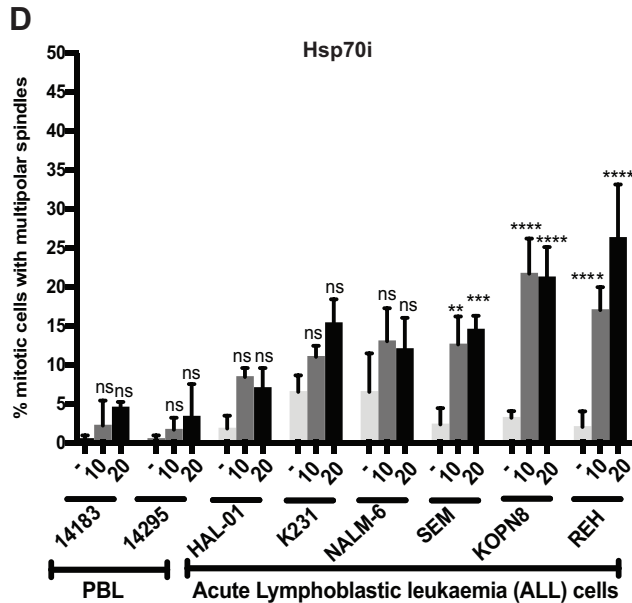 D
Hsp70i
% mitotic cells with multipolar spindles
50
45
40
35
30
25
20
15
10
5
0
ns ns
ns ns
ns ns
ns ns
ns ns
** ***
**** ****
**** ****
- 10 20 - 10 20 - 10 20 - 10 20 - 10 20 - 10 20 - 10 20 - 10 20
14183 14295 HAL-01 K231 NALM-6 SEM KOPN8 REH
PBL Acute Lymphoblastic leukaemia (ALL) cells